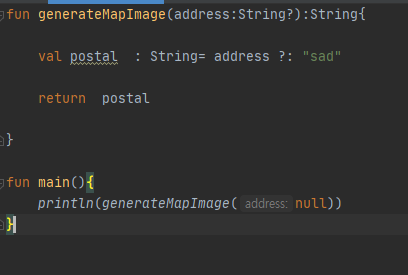 fun generateMapImage(address:String?):String{
val postal : String= address ?: "sad"
return postal
}
fun main(){
println(generateMapImage( address: null))
}